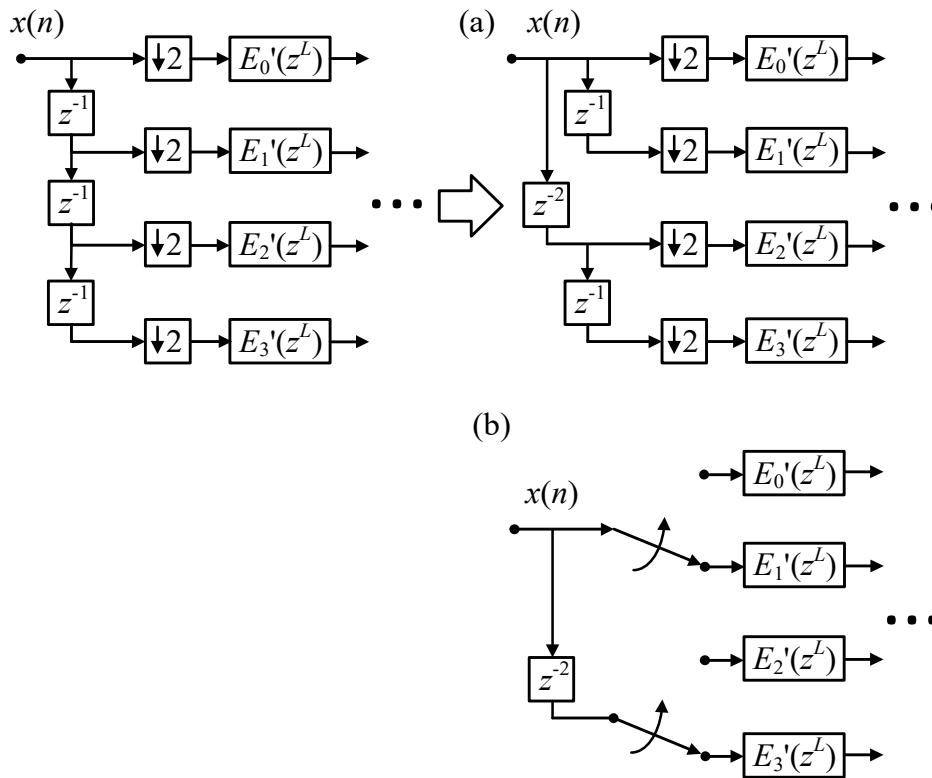 x(n)
↓2
E₀'(z^L)
z⁻¹
↓2
E₁'(z^L)
z⁻¹
↓2
E₂'(z^L)
z⁻¹
↓2
E₃'(z^L)
...
(a)
x(n)
↓2
E₀'(z^L)
z⁻¹
↓2
E₁'(z^L)
z⁻²
↓2
E₂'(z^L)
z⁻¹
↓2
E₃'(z^L)
...
(b)
x(n)
E₀'(z^L)
E₁'(z^L)
E₂'(z^L)
z⁻²
E₃'(z^L)
...